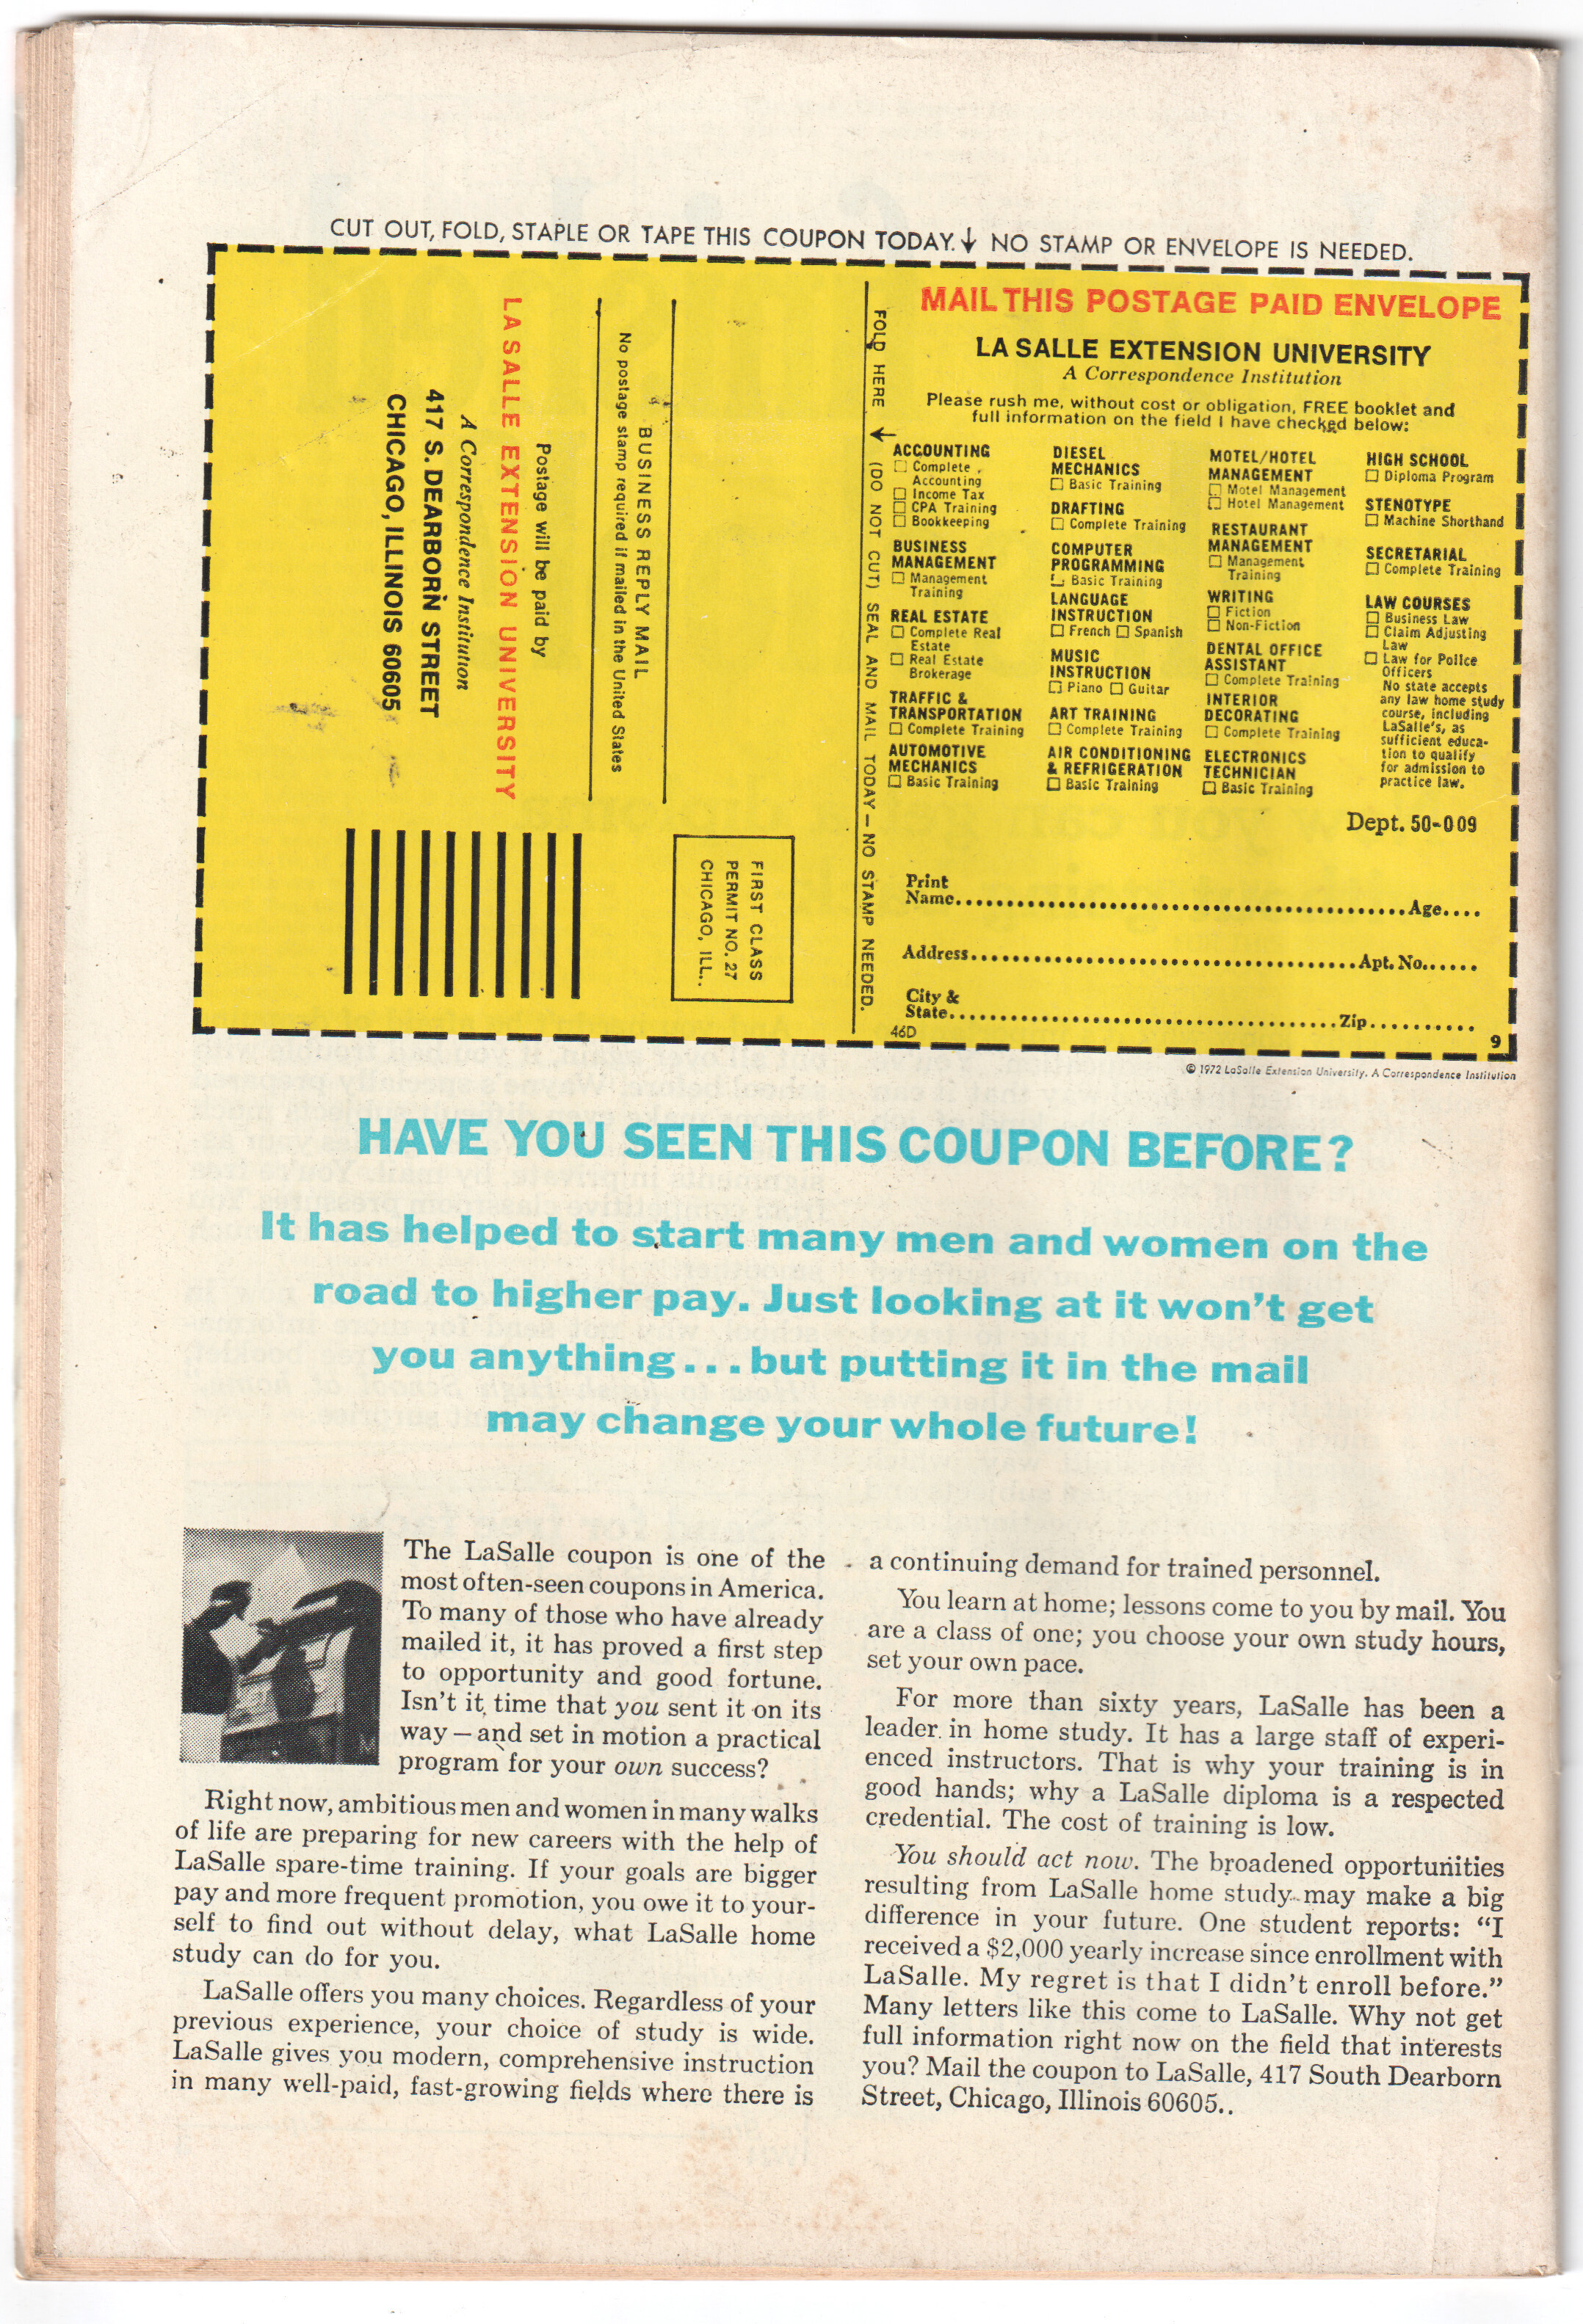 CUT OUT, FOLD, STAPLE OR TAPE THIS COUPON TODAY. ↓ NO STAMP OR ENVELOPE IS NEEDED.
FIRST CLASS
PERMIT NO. 27
CHICAGO, ILL..
BUSINESS REPLY MAIL
No postage stamp required if mailed in the United States
Postage will be paid by
LA SALLE EXTENSION UNIVERSITY
A Correspondence Institution
417 S. DEARBORN STREET
CHICAGO, ILLINOIS 60605
FOLD HERE → (DO NOT CUT) SEAL AND MAIL TODAY — NO STAMP NEEDED.
MAIL THIS POSTAGE PAID ENVELOPE
LA SALLE EXTENSION UNIVERSITY
A Correspondence Institution
Please rush me, without cost or obligation, FREE booklet and
full information on the field I have checked below:
ACCOUNTING
☐ Complete
Accounting
☐ Income Tax
☐ CPA Training
☐ Bookkeeping
BUSINESS
MANAGEMENT
☐ Management
Training
REAL ESTATE
☐ Complete Real
Estate
☐ Real Estate
Brokerage
TRAFFIC &
TRANSPORTATION
☐ Complete Training
AUTOMOTIVE
MECHANICS
☐ Basic Training
DIESEL
MECHANICS
☐ Basic Training
DRAFTING
☐ Complete Training
COMPUTER
PROGRAMMING
☐ Basic Training
LANGUAGE
INSTRUCTION
☐ French ☐ Spanish
MUSIC
INSTRUCTION
☐ Piano ☐ Guitar
ART TRAINING
☐ Complete Training
AIR CONDITIONING
& REFRIGERATION
☐ Basic Training
MOTEL/HOTEL
MANAGEMENT
☐ Motel Management
☐ Hotel Management
RESTAURANT
MANAGEMENT
☐ Management
Training
WRITING
☐ Fiction
☐ Non-Fiction
DENTAL OFFICE
ASSISTANT
☐ Complete Training
INTERIOR
DECORATING
☐ Complete Training
ELECTRONICS
TECHNICIAN
☐ Basic Training
HIGH SCHOOL
☐ Diploma Program
STENOTYPE
☐ Machine Shorthand
SECRETARIAL
☐ Complete Training
LAW COURSES
☐ Business Law
☐ Claim Adjusting
Law
☐ Law for Police
Officers
No state accepts
any law home study
course, including
LaSalle's, as
sufficient educa-
tion to qualify
for admission to
practice law.
Dept. 50-009
Print
Name.......... Age....
Address.......... Apt. No......
City &
State.......... Zip..........
46D 9
© 1972 LaSalle Extension University. A Correspondence Institution
HAVE YOU SEEN THIS COUPON BEFORE?
It has helped to start many men and women on the
road to higher pay. Just looking at it won't get
you anything...but putting it in the mail
may change your whole future!
The LaSalle coupon is one of the
most often-seen coupons in America.
To many of those who have already
mailed it, it has proved a first step
to opportunity and good fortune.
Isn't it time that you sent it on its
way — and set in motion a practical
program for your own success?
Right now, ambitious men and women in many walks
of life are preparing for new careers with the help of
LaSalle spare-time training. If your goals are bigger
pay and more frequent promotion, you owe it to your-
self to find out without delay, what LaSalle home
study can do for you.
LaSalle offers you many choices. Regardless of your
previous experience, your choice of study is wide.
LaSalle gives you modern, comprehensive instruction
in many well-paid, fast-growing fields where there is
a continuing demand for trained personnel.
You learn at home; lessons come to you by mail. You
are a class of one; you choose your own study hours,
set your own pace.
For more than sixty years, LaSalle has been a
leader in home study. It has a large staff of experi-
enced instructors. That is why your training is in
good hands; why a LaSalle diploma is a respected
credential. The cost of training is low.
You should act now. The broadened opportunities
resulting from LaSalle home study may make a big
difference in your future. One student reports: "I
received a $2,000 yearly increase since enrollment with
LaSalle. My regret is that I didn't enroll before."
Many letters like this come to LaSalle. Why not get
full information right now on the field that interests
you? Mail the coupon to LaSalle, 417 South Dearborn
Street, Chicago, Illinois 60605..